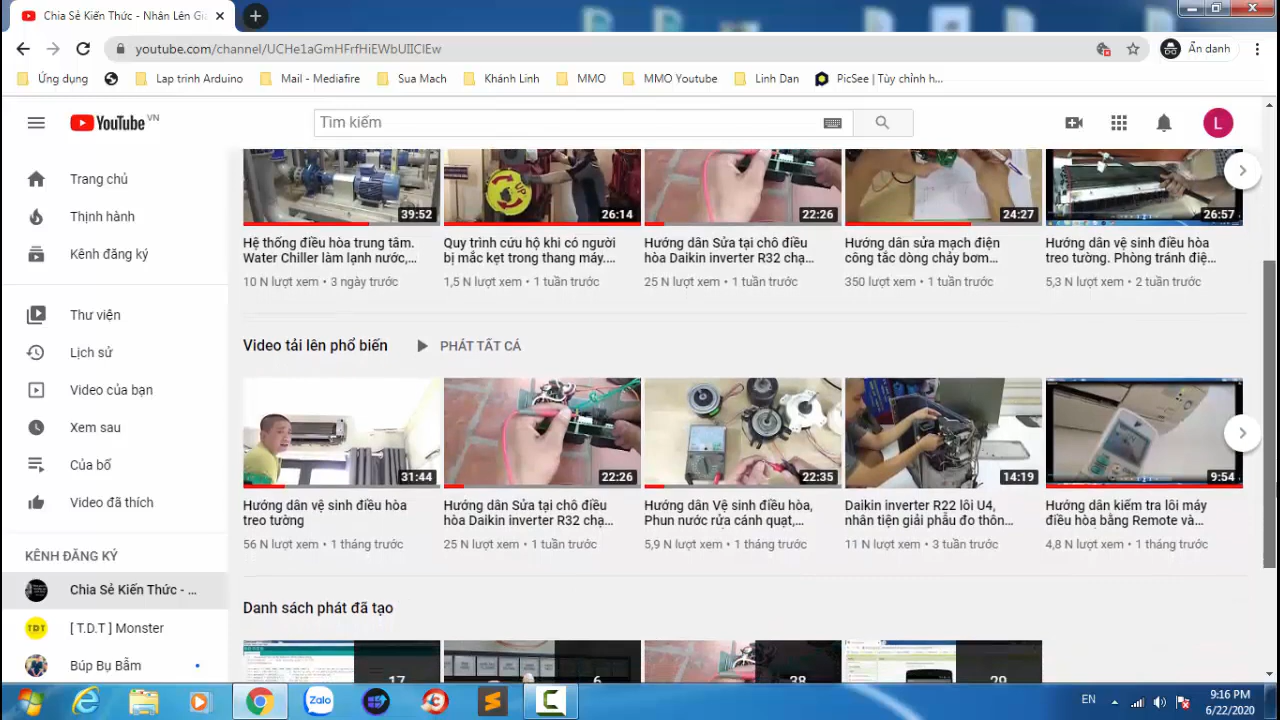 Chia Sẻ Kiến Thức - Nhân Lên Giá
youtube.com/channel/UCHe1aGmHFrfHiEWbUIIClEw
Ẩn danh
Ứng dụng
Lap trinh Arduino
Mail - Mediafire
Sua Mach
Khánh Linh
MMO
MMO Youtube
Linh Dan
PicSee | Tùy chỉnh h...
YouTube VN
Tìm kiếm
L
Trang chủ
Thịnh hành
Kênh đăng ký
Thư viện
Lịch sử
Video của bạn
Xem sau
Của bố
Video đã thích
KÊNH ĐĂNG KÝ
Chia Sẻ Kiến Thức - ...
TDT
[ T.D.T ] Monster
Búp Bụ Bẫm
39:52
26:14
22:26
24:27
26:57
Hệ thống điều hòa trung tâm.
Water Chiller làm lạnh nước,...
10 N lượt xem • 3 ngày trước
Quy trình cứu hộ khi có người
bị mắc kẹt trong thang máy....
1,5 N lượt xem • 1 tuần trước
Hướng dẫn Sửa tại chỗ điều
hòa Daikin inverter R32 chạ...
25 N lượt xem • 1 tuần trước
Hướng dẫn sửa mạch điện
công tắc dòng chảy bơm...
350 lượt xem • 1 tuần trước
Hướng dẫn vệ sinh điều hòa
treo tường. Phòng tránh điệ...
5,3 N lượt xem • 2 tuần trước
Video tải lên phổ biến
PHÁT TẤT CẢ
31:44
22:26
22:35
14:19
9:54
Hướng dẫn vệ sinh điều hòa
treo tường
56 N lượt xem • 1 tháng trước
Hướng dẫn Sửa tại chỗ điều
hòa Daikin inverter R32 chạ...
25 N lượt xem • 1 tuần trước
Hướng dẫn Vệ sinh điều hòa,
Phun nước rửa cánh quạt,...
5,9 N lượt xem • 1 tháng trước
Daikin inverter R22 lỗi U4,
nhân tiện giải phẫu đo thôn...
11 N lượt xem • 3 tuần trước
Hướng dẫn kiểm tra lỗi máy
điều hòa bằng Remote và...
4,8 N lượt xem • 1 tháng trước
Danh sách phát đã tạo
17
6
38
29
Zalo
EN
9:16 PM
6/22/2020